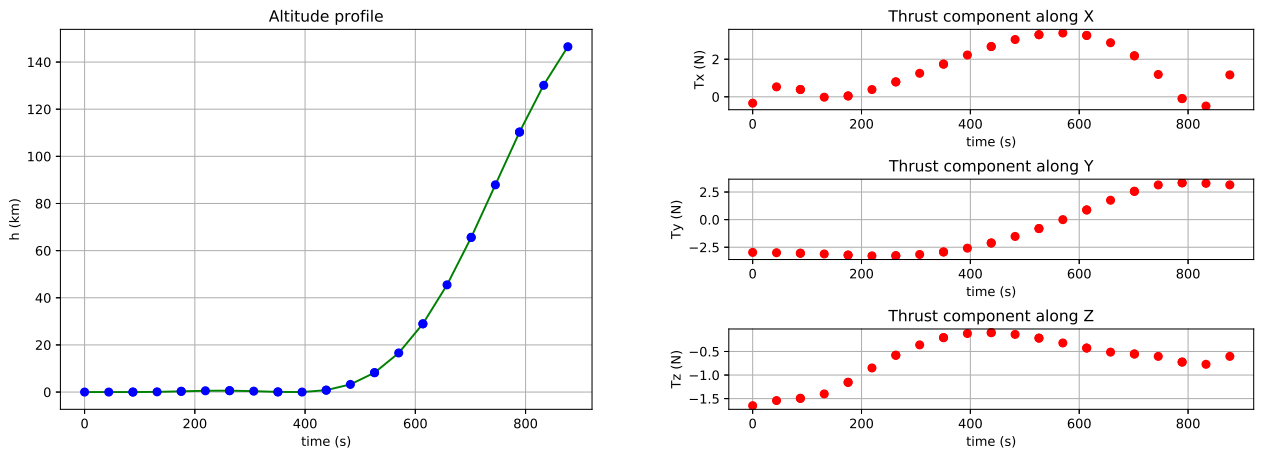 Altitude profile
h (km)
140
120
100
80
60
40
20
0
0 200 400 600 800
time (s)
Thrust component along X
Tx (N)
2
0
0 200 400 600 800
time (s)
Thrust component along Y
Ty (N)
2.5
0.0
−2.5
0 200 400 600 800
time (s)
Thrust component along Z
Tz (N)
−0.5
−1.0
−1.5
0 200 400 600 800
time (s)